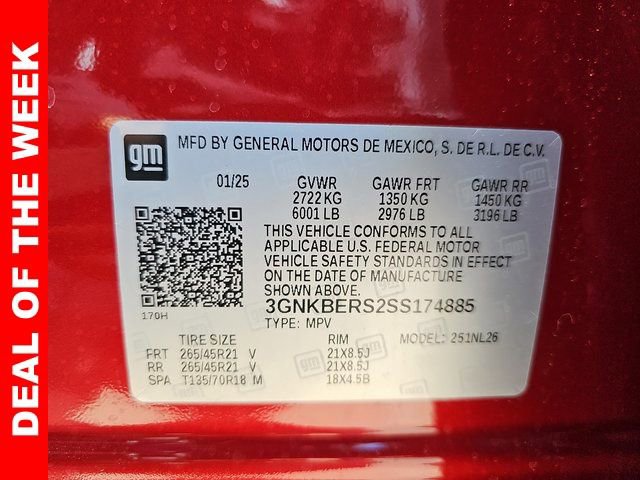 DEAL OF THE WEEK
gm
MFD BY GENERAL MOTORS DE MEXICO, S. DE R.L. DE C.V.
01/25 GVWR GAWR FRT GAWR RR
2722 KG 1350 KG 1450 KG
6001 LB 2976 LB 3196 LB
THIS VEHICLE CONFORMS TO ALL
APPLICABLE U.S. FEDERAL MOTOR
VEHICLE SAFETY STANDARDS IN EFFECT
ON THE DATE OF MANUFACTURE
SHOWN ABOVE.
170H
3GNKBERS2SS174885
TYPE: MPV
TIRE SIZE RIM MODEL: 251NL26
FRT 265/45R21 V 21X8.5J
RR 265/45R21 V 21X8.5J
SPA T135/70R18 M 18X4.5B